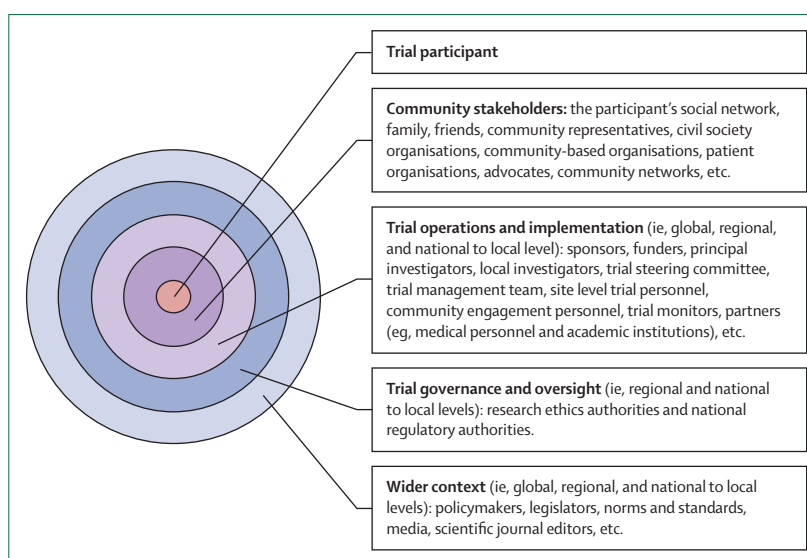 Trial participant
Community stakeholders: the participant's social network,
family, friends, community representatives, civil society
organisations, community-based organisations, patient
organisations, advocates, community networks, etc.
Trial operations and implementation (ie, global, regional,
and national to local level): sponsors, funders, principal
investigators, local investigators, trial steering committee,
trial management team, site level trial personnel,
community engagement personnel, trial monitors, partners
(eg, medical personnel and academic institutions), etc.
Trial governance and oversight (ie, regional and national
to local levels): research ethics authorities and national
regulatory authorities.
Wider context (ie, global, regional, and national to local
levels): policymakers, legislators, norms and standards,
media, scientific journal editors, etc.